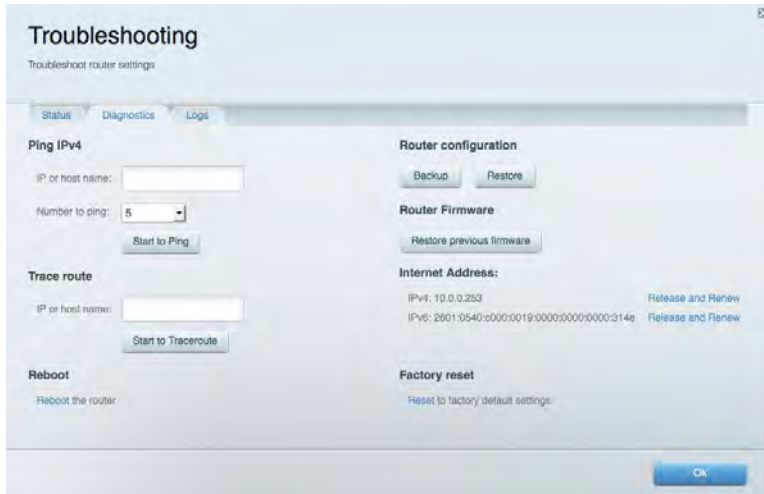 Troubleshooting
Troubleshoot router settings
Status
Diagnostics
Logs
Ping IPv4
IP or host name:
Number to ping: 5
Start to Ping
Trace route
IP or host name:
Start to Traceroute
Reboot
Reboot the router
Router configuration
Backup
Restore
Router Firmware
Restore previous firmware
Internet Address:
IPv4: 10.0.0.253 Release and Renew
IPv6: 2601:0540:c000:0019:0000:0000:0000:314e Release and Renew
Factory reset
Reset to factory default settings.
Ok